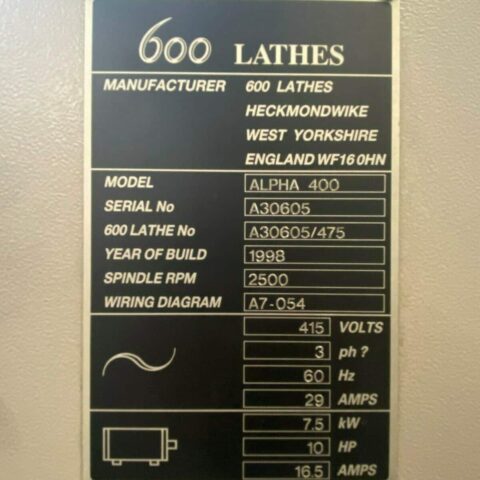 600 LATHES
MANUFACTURER 600 LATHES
HECKMONDWIKE
WEST YORKSHIRE
ENGLAND WF16 0HN
MODEL ALPHA 400
SERIAL No A30605
600 LATHE No A30605/475
YEAR OF BUILD 1998
SPINDLE RPM 2500
WIRING DIAGRAM A7-054
415 VOLTS
3 ph ?
60 Hz
29 AMPS
7.5 kW
10 HP
16.5 AMPS